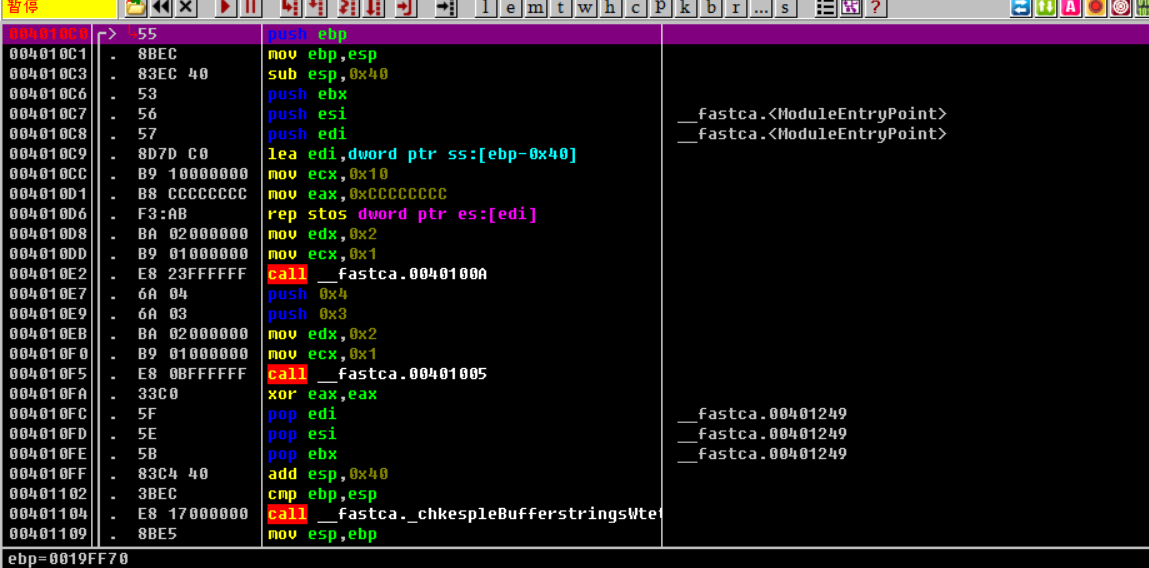 暂停 l e m t w h c P k b r ... s ?
004010C0 55 push ebp
004010C1 . 8BEC mov ebp,esp
004010C3 . 83EC 40 sub esp,0x40
004010C6 . 53 push ebx
004010C7 . 56 push esi __fastca.<ModuleEntryPoint>
004010C8 . 57 push edi __fastca.<ModuleEntryPoint>
004010C9 . 8D7D C0 lea edi,dword ptr ss:[ebp-0x40]
004010CC . B9 10000000 mov ecx,0x10
004010D1 . B8 CCCCCCCC mov eax,0xCCCCCCCC
004010D6 . F3:AB rep stos dword ptr es:[edi]
004010D8 . BA 02000000 mov edx,0x2
004010DD . B9 01000000 mov ecx,0x1
004010E2 . E8 23FFFFFF call __fastca.0040100A
004010E7 . 6A 04 push 0x4
004010E9 . 6A 03 push 0x3
004010EB . BA 02000000 mov edx,0x2
004010F0 . B9 01000000 mov ecx,0x1
004010F5 . E8 0BFFFFFF call __fastca.00401005
004010FA . 33C0 xor eax,eax
004010FC . 5F pop edi __fastca.00401249
004010FD . 5E pop esi __fastca.00401249
004010FE . 5B pop ebx __fastca.00401249
004010FF . 83C4 40 add esp,0x40
00401102 . 3BEC cmp ebp,esp
00401104 . E8 17000000 call __fastca._chkespleBufferstringsWtet
00401109 . 8BE5 mov esp,ebp
ebp=0019FF70